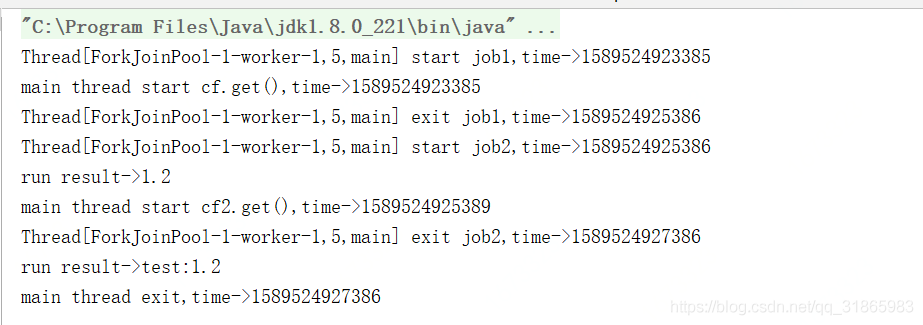 "C:\Program Files\Java\jdk1.8.0_221\bin\java" ...
Thread[ForkJoinPool-1-worker-1,5,main] start job1,time->1589524923385
main thread start cf.get(),time->1589524923385
Thread[ForkJoinPool-1-worker-1,5,main] exit job1,time->1589524925386
Thread[ForkJoinPool-1-worker-1,5,main] start job2,time->1589524925386
run result->1.2
main thread start cf2.get(),time->1589524925389
Thread[ForkJoinPool-1-worker-1,5,main] exit job2,time->1589524927386
run result->test:1.2
main thread exit,time->1589524927386
https://blog.csdn.net/qq_31865983